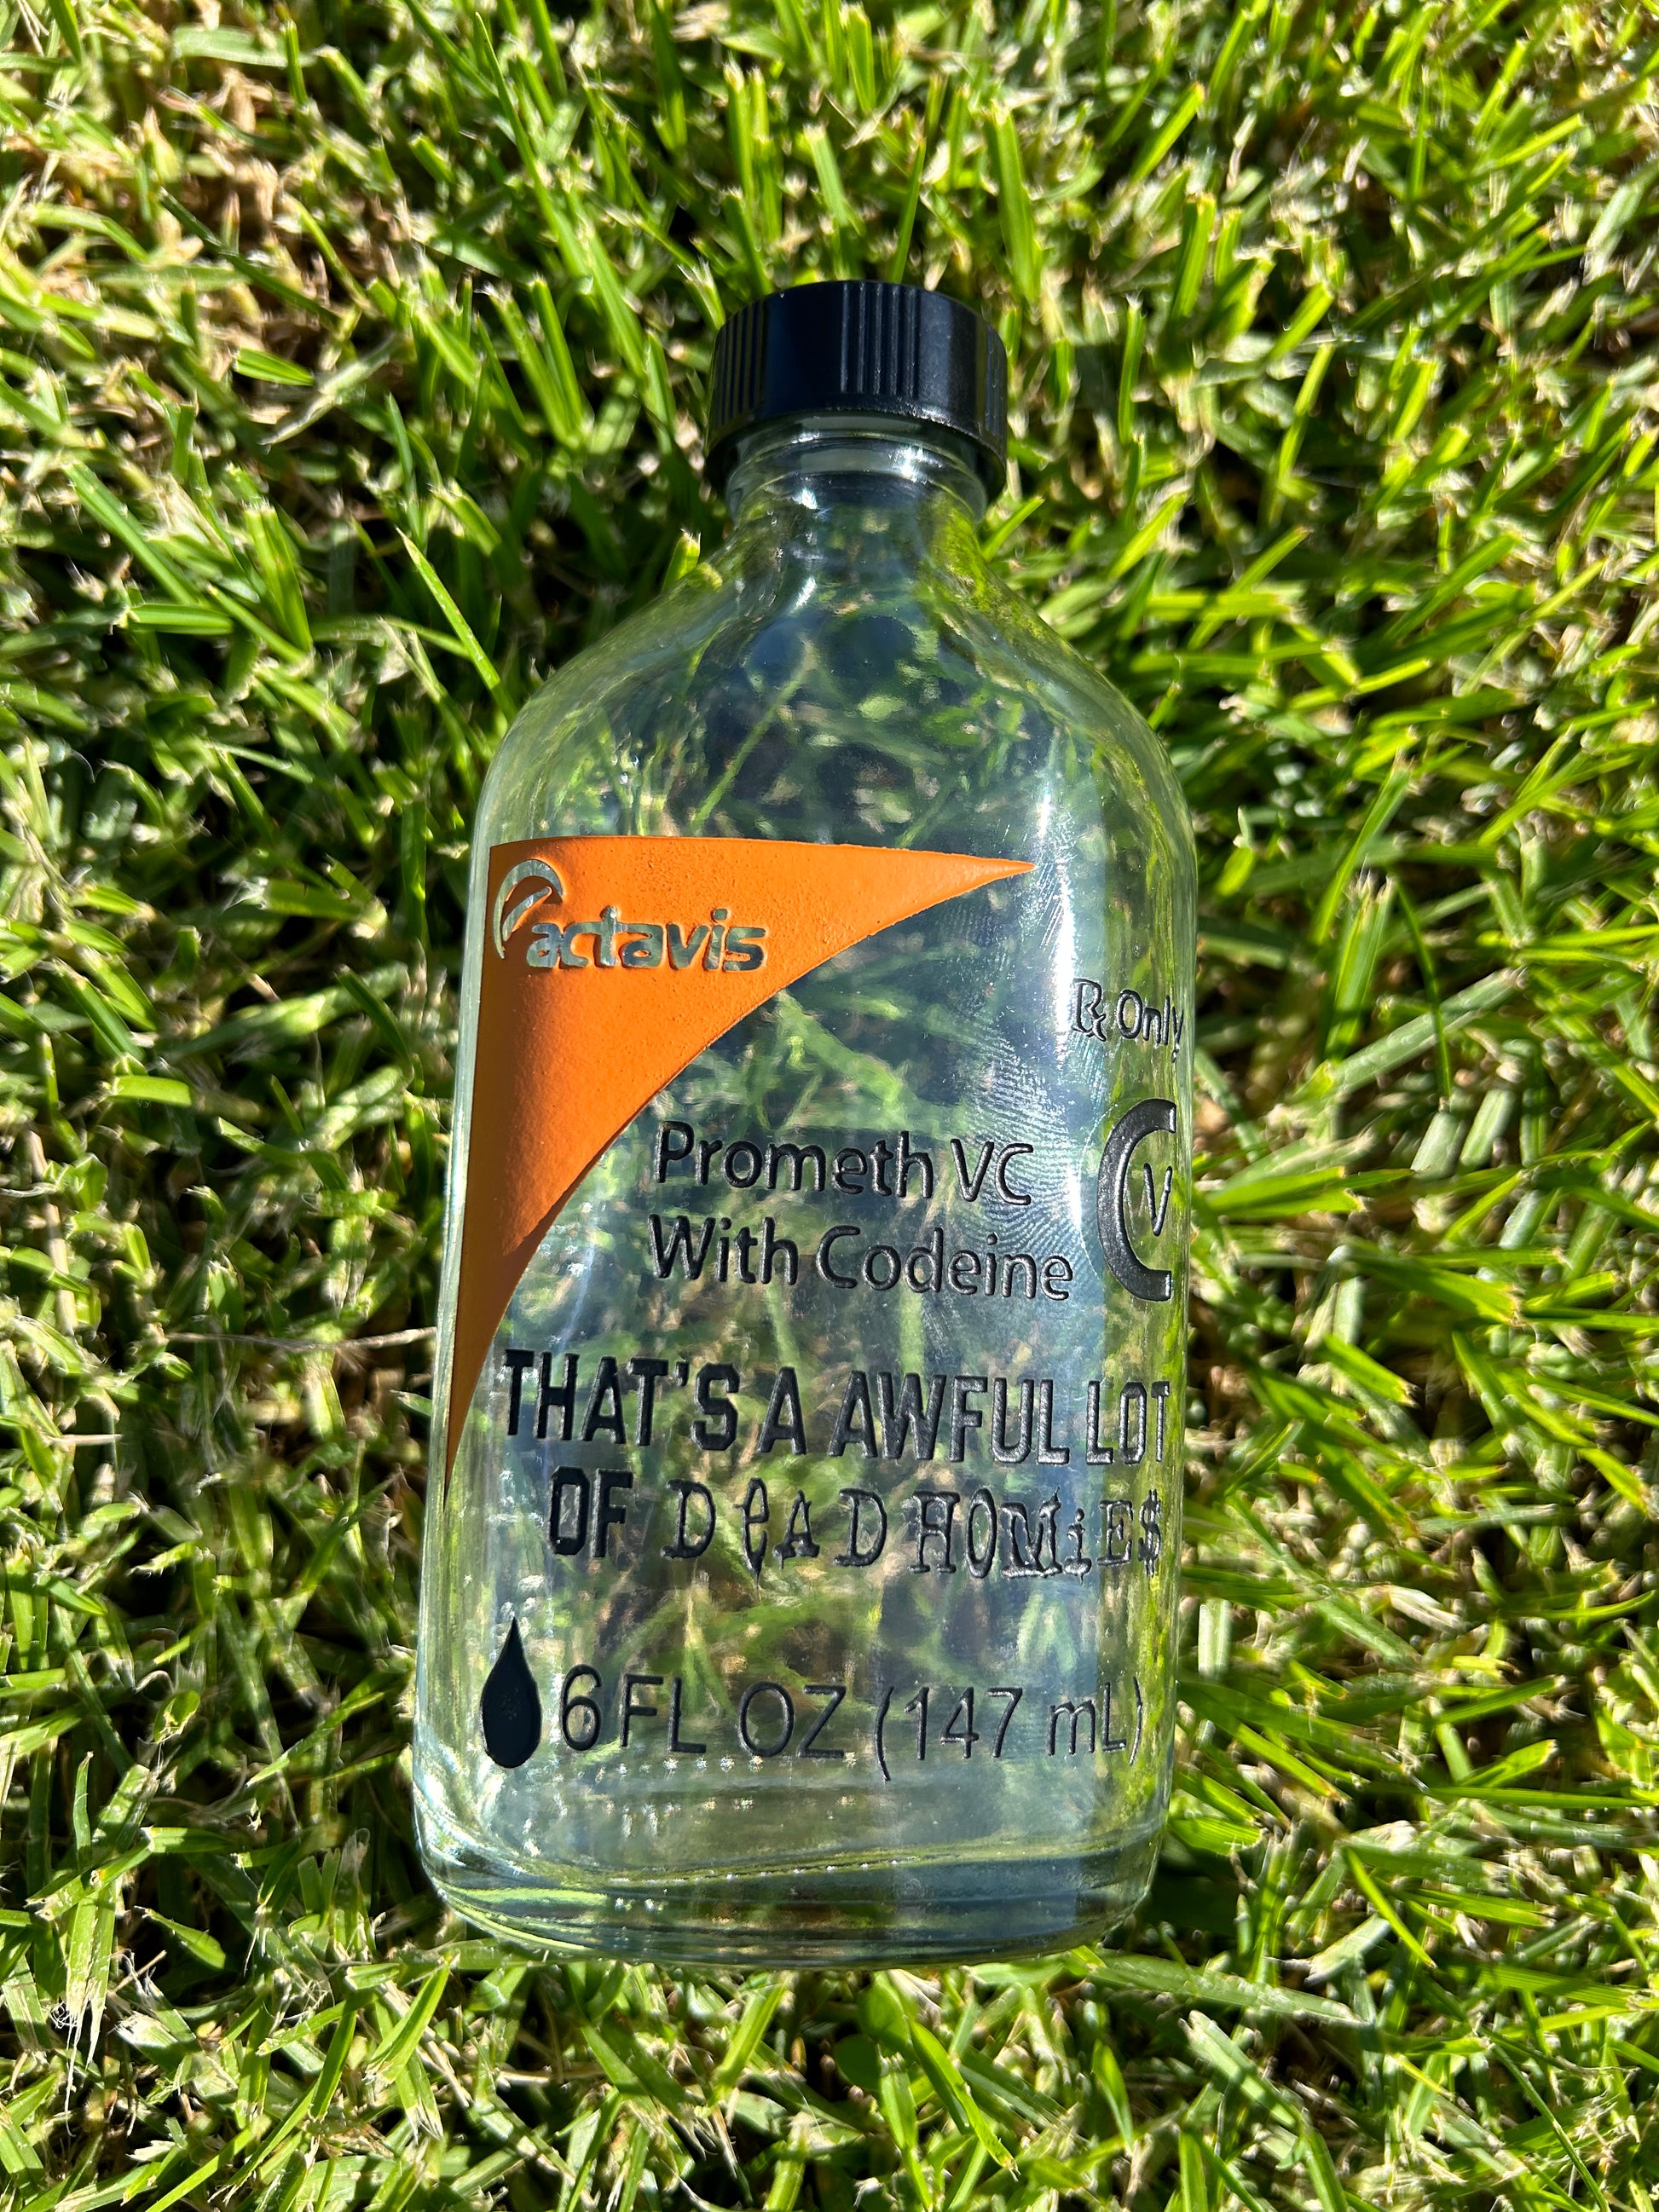 actavis
℞ Only
Prometh VC
With Codeine
CV
THAT'S A AWFUL LOT
OF DeAD HOMiE$
6 FL OZ (147 mL)